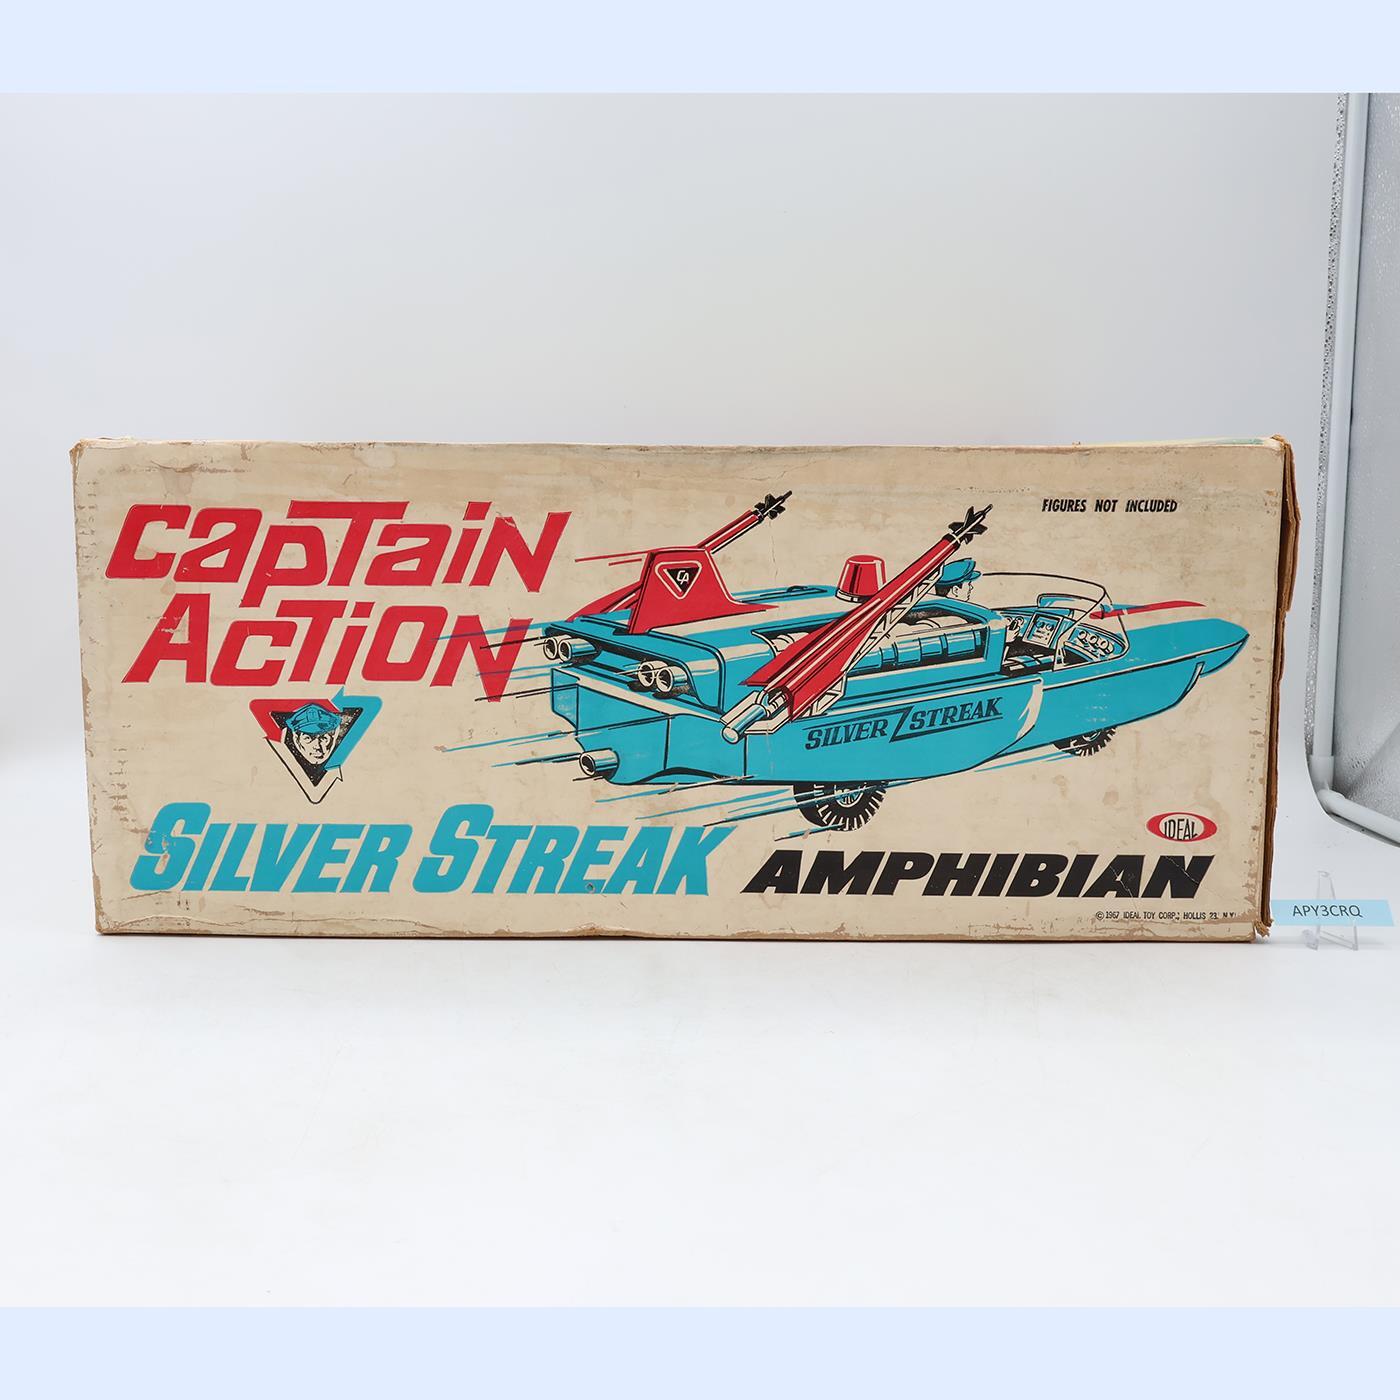 Captain
Action
FIGURES NOT INCLUDED
CA
SILVER STREAK
SILVER STREAK
AMPHIBIAN
IDEAL
© 1967 IDEAL TOY CORP., HOLLIS 23, N.Y.
APY3CRQ